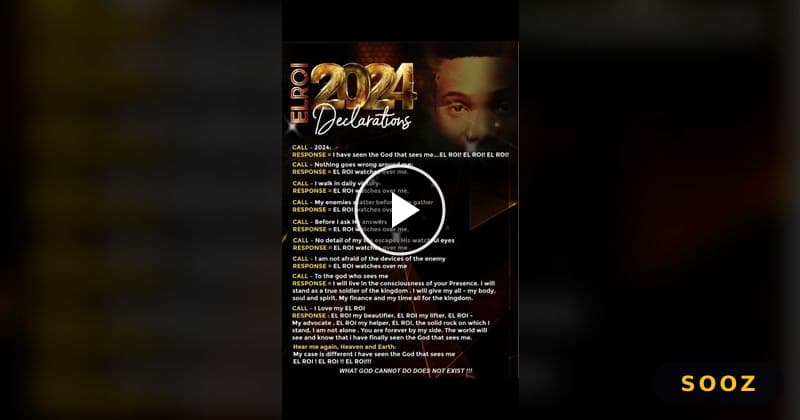 ELROI
2024
Declarations
CALL – 2024:
RESPONSE = I have seen the God that sees me...EL ROI! EL ROI! EL ROI!
CALL – Nothing goes wrong around me:
RESPONSE = EL ROI watches over me.
CALL – I walk in daily victory:
RESPONSE = EL ROI watches over me.
CALL – My enemies scatter before they gather
RESPONSE = EL ROI watches over me.
CALL – Before I ask He answers
RESPONSE = EL ROI watches over me.
CALL – No detail of my life escapes His watchful eyes
RESPONSE = EL ROI watches over me
CALL – I am not afraid of the devices of the enemy
RESPONSE = EL ROI watches over me
CALL – To the god who sees me
RESPONSE = I will live in the consciousness of your Presence. I will
stand as a true soldier of the kingdom . I will give my all – my body,
soul and spirit. My finance and my time all for the kingdom.
CALL – I Love my EL ROI
RESPONSE : EL ROI my beautifier, EL ROI my lifter, EL ROI –
My advocate , EL ROI my helper, EL ROI, the solid rock on which I
stand. I am not alone . You are forever by my side. The world will
see and know that i have finally seen the God that sees me.
Hear me again, Heaven and Earth:
My case is different I have seen the God that sees me
EL ROI ! EL ROI !! EL ROI!!!
WHAT GOD CANNOT DO DOES NOT EXIST !!!
SOOZ